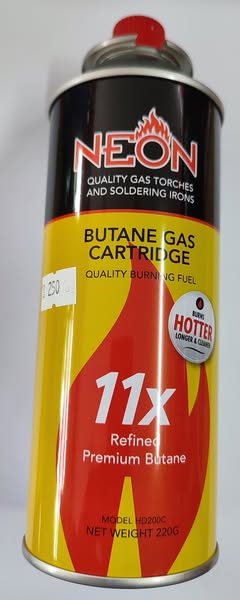 NEON
QUALITY GAS TORCHES
AND SOLDERING IRONS
BUTANE GAS
CARTRIDGE
QUALITY BURNING FUEL
250
BURNS
HOTTER
LONGER & CLEANER
11x
Refined
Premium Butane
MODEL HD200C
NET WEIGHT 220G